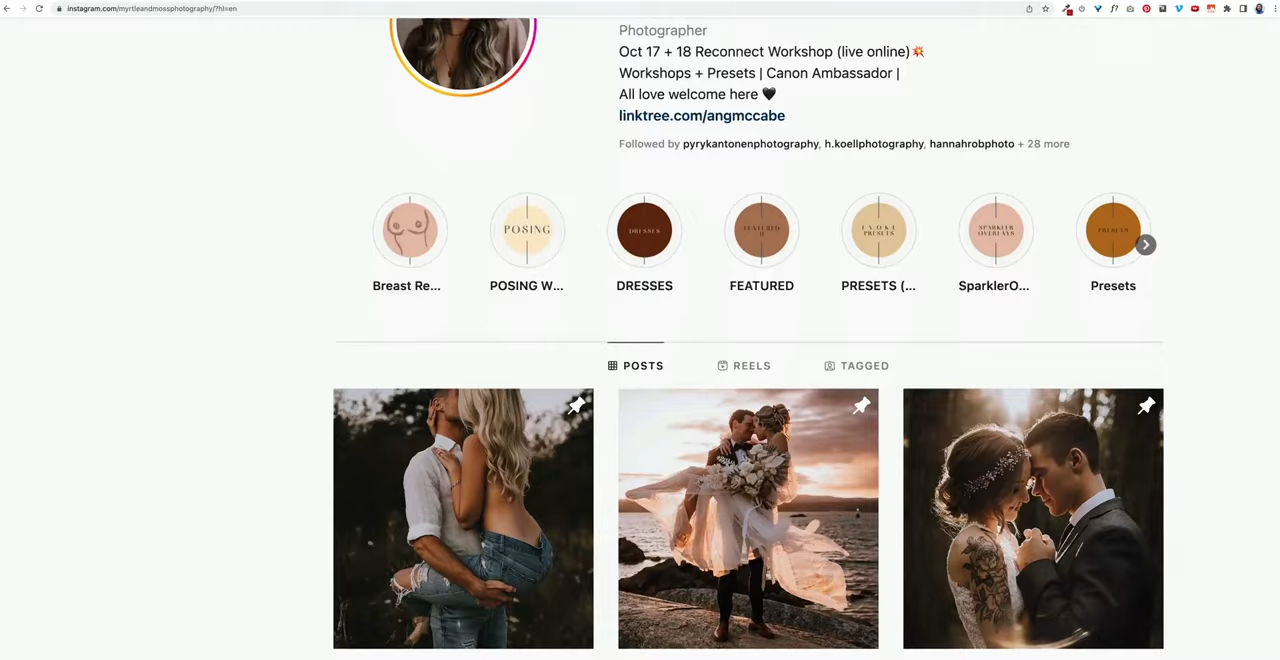 instagram.com/myrtleandmossphotography/?hl=en
Photographer
Oct 17 + 18 Reconnect Workshop (live online)💥
Workshops + Presets | Canon Ambassador |
All love welcome here 🖤
linktree.com/angmccabe
Followed by pyrykantonenphotography, h.koellphotography, hannahrobphoto + 28 more
POSING
DRESSES
FEATURED
II
EVOKE
PRESETS
SPARKLER
OVERLAYS
PRESETS
Breast Re...
POSING W...
DRESSES
FEATURED
PRESETS (...
SparklerO...
Presets
POSTS
REELS
TAGGED